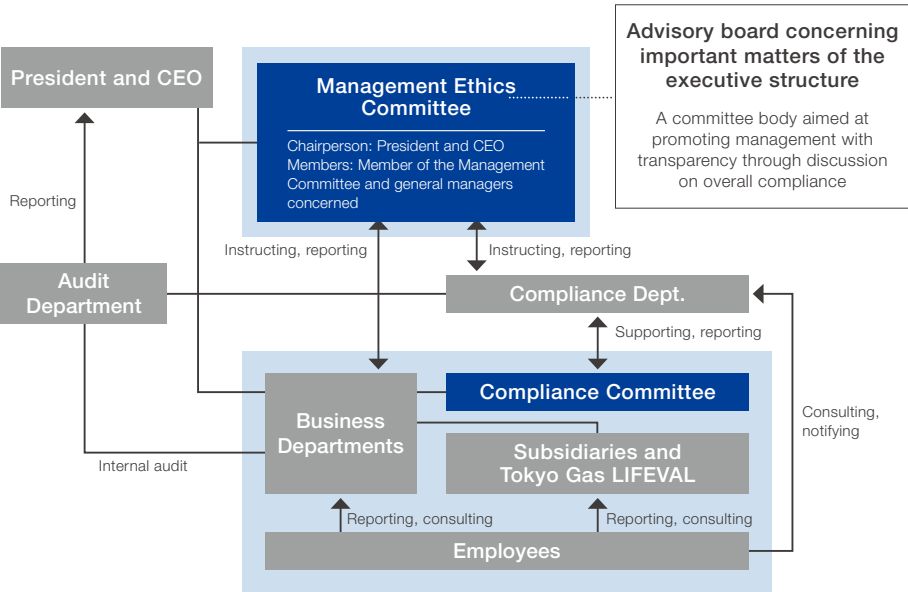 President and CEO
Management Ethics
Committee
Chairperson: President and CEO
Members: Member of the Management
Committee and general managers
concerned
Advisory board concerning
important matters of the
executive structure
A committee body aimed at
promoting management with
transparency through discussion
on overall compliance
Reporting
Instructing, reporting
Instructing, reporting
Audit
Department
Compliance Dept.
Supporting, reporting
Compliance Committee
Business
Departments
Consulting,
notifying
Subsidiaries and
Tokyo Gas LIFEVAL
Internal audit
Reporting, consulting
Reporting, consulting
Employees